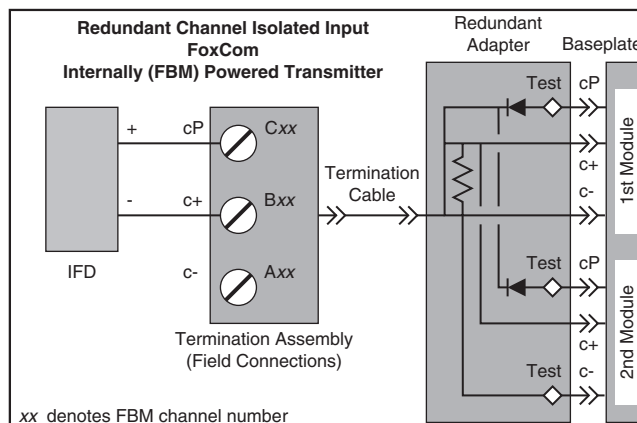 Redundant Channel Isolated Input
FoxCom
Internally (FBM) Powered Transmitter
Redundant
Adapter
Baseplate
Test
cP
+
cP
Cxx
c+
c-
1st Module
Termination
Cable
-
c+
Bxx
IFD
c-
Axx
Test
cP
Termination Assembly
(Field Connections)
c+
2nd Module
Test
c-
xx denotes FBM channel number